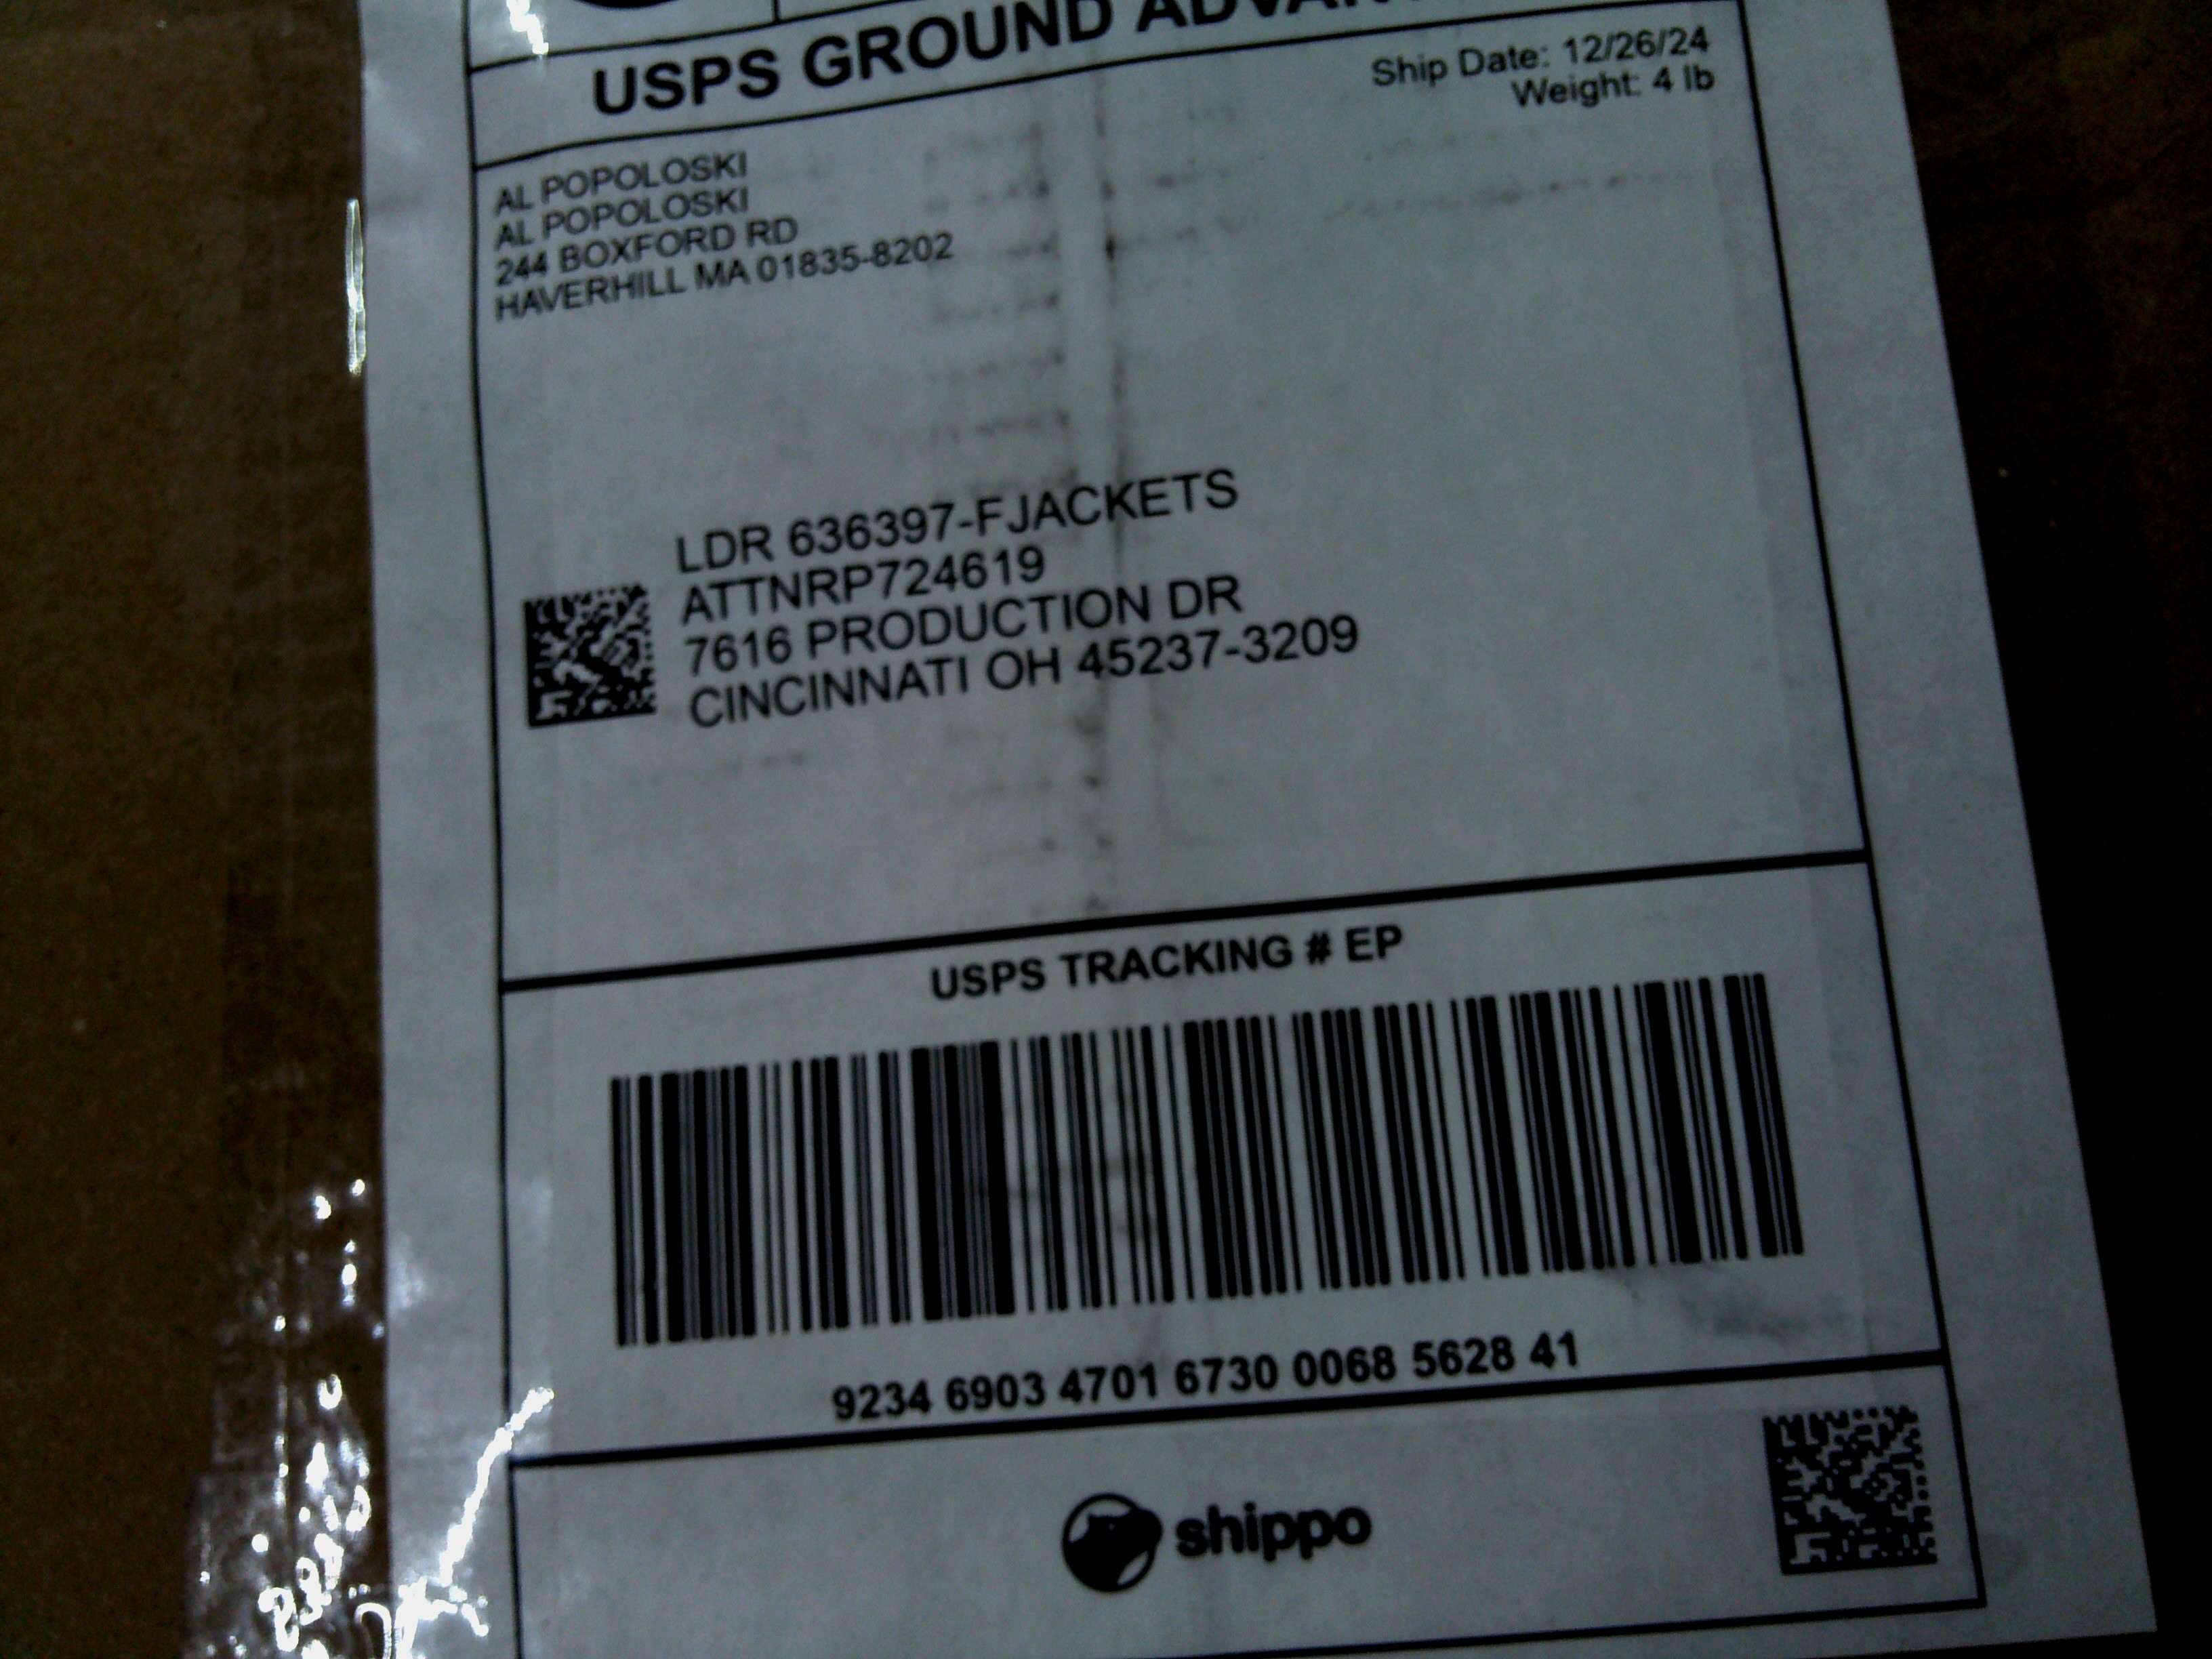 USPS GROUND
Ship Date: 12/26/24
Weight: 4 lb
AL POPOLOSKI
AL POPOLOSKI
244 BOXFORD RD
HAVERHILL MA 01835-8202
LDR 636397-FJACKETS
ATTNRP724619
7616 PRODUCTION DR
CINCINNATI OH 45237-3209
USPS TRACKING # EP
9234 6903 4701 6730 0068 5628 41
shippo